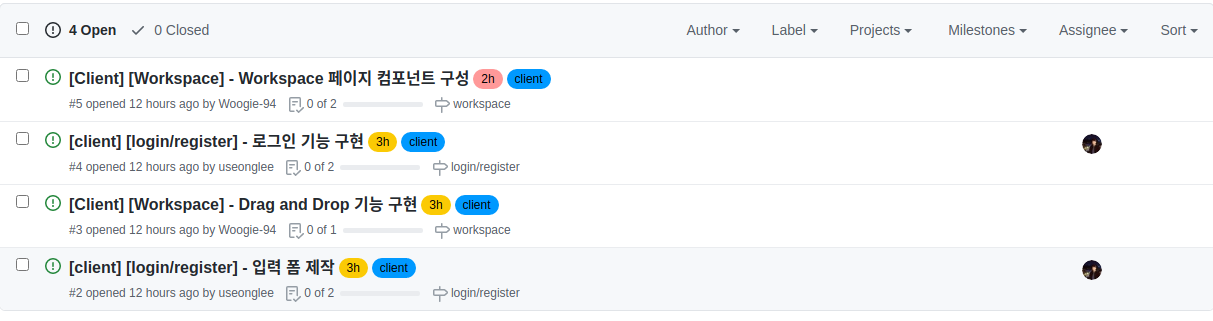 4 Open 0 Closed Author Label Projects Milestones Assignee Sort
[Client] [Workspace] - Workspace 페이지 컴포넌트 구성 2h client
#5 opened 12 hours ago by Woogie-94 0 of 2 workspace
[client] [login/register] - 로그인 기능 구현 3h client
#4 opened 12 hours ago by useonglee 0 of 2 login/register
[Client] [Workspace] - Drag and Drop 기능 구현 3h client
#3 opened 12 hours ago by Woogie-94 0 of 1 workspace
[client] [login/register] - 입력 폼 제작 3h client
#2 opened 12 hours ago by useonglee 0 of 2 login/register